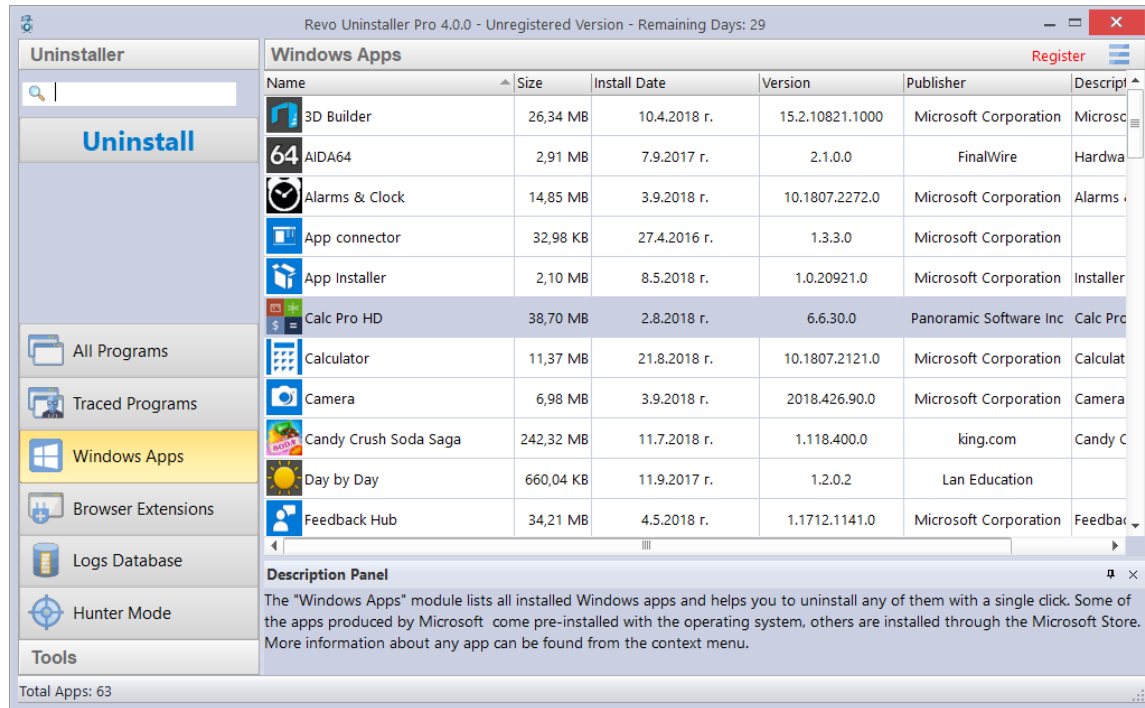 Revo Uninstaller Pro 4.0.0 - Unregistered Version - Remaining Days: 29
Uninstaller
Uninstall
All Programs
Traced Programs
Windows Apps
Browser Extensions
Logs Database
Hunter Mode
Tools
Windows Apps Register
Name Size Install Date Version Publisher Descript
3D Builder 26,34 MB 10.4.2018 г. 15.2.10821.1000 Microsoft Corporation Microsc
64 AIDA64 2,91 MB 7.9.2017 г. 2.1.0.0 FinalWire Hardwa
Alarms & Clock 14,85 MB 3.9.2018 г. 10.1807.2272.0 Microsoft Corporation Alarms
App connector 32,98 KB 27.4.2016 г. 1.3.3.0 Microsoft Corporation
App Installer 2,10 MB 8.5.2018 г. 1.0.20921.0 Microsoft Corporation Installer
Calc Pro HD 38,70 MB 2.8.2018 г. 6.6.30.0 Panoramic Software Inc Calc Pro
Calculator 11,37 MB 21.8.2018 г. 10.1807.2121.0 Microsoft Corporation Calculat
Camera 6,98 MB 3.9.2018 г. 2018.426.90.0 Microsoft Corporation Camera
SODA Candy Crush Soda Saga 242,32 MB 11.7.2018 г. 1.118.400.0 king.com Candy C
Day by Day 660,04 KB 11.9.2017 г. 1.2.0.2 Lan Education
Feedback Hub 34,21 MB 4.5.2018 г. 1.1712.1141.0 Microsoft Corporation Feedbac
Description Panel
The "Windows Apps" module lists all installed Windows apps and helps you to uninstall any of them with a single click. Some of
the apps produced by Microsoft come pre-installed with the operating system, others are installed through the Microsoft Store.
More information about any app can be found from the context menu.
Total Apps: 63